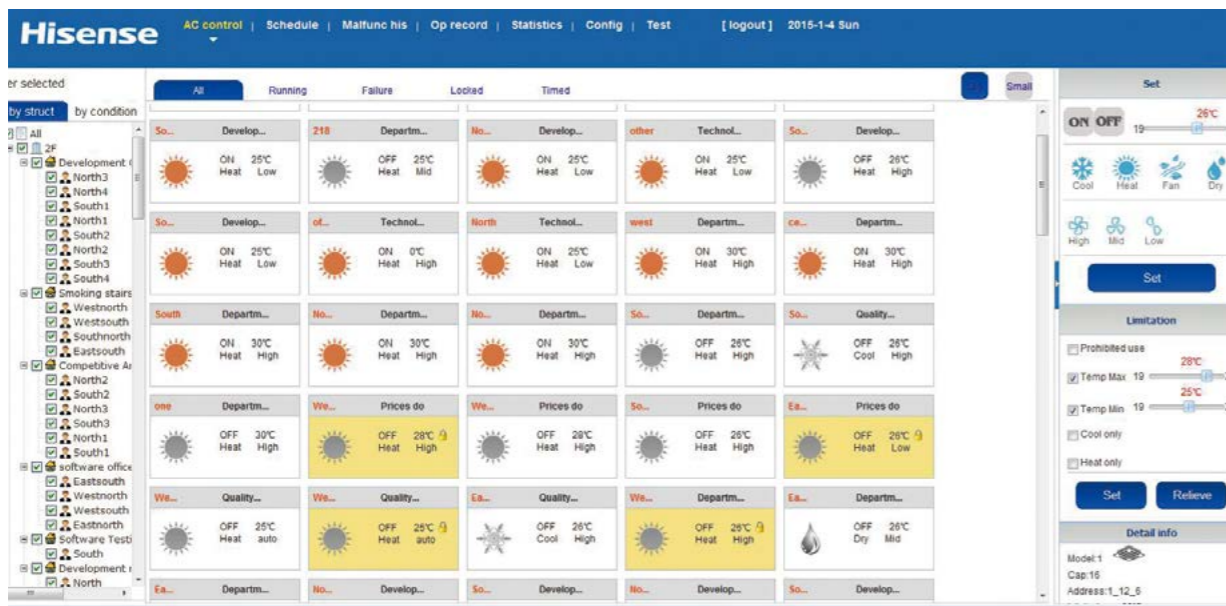 Hisense
AC control | Schedule | Malfunc his | Op record | Statistics | Config | Test [ logout ] 2015-1-4 Sun
er selected
by struct by condition
All
2F
Development
North3
North4
South1
North1
South2
North2
South3
South4
Smoking stairs
Westnorth
Westsouth
Southnorth
Eastsouth
Competitive Ar
North2
South2
North3
South3
North1
South1
software office
Eastsouth
Westnorth
Westsouth
Eastnorth
Software Testi
South
Development r
North
All Running Failure Locked Timed Small
So... Develop... 218 Departm... No... Develop... other Technol... So... Develop...
ON 25℃ OFF 25℃ ON 25℃ ON 25℃ OFF 26℃
Heat Low Heat Mid Heat Low Heat Low Heat High
So... Develop... of... Technol... North Technol... west Departm... ce... Departm...
ON 25℃ ON 0℃ ON 25℃ ON 30℃ ON 30℃
Heat Low Heat High Heat Low Heat High Heat High
South Departm... No... Departm... No... Departm... So... Departm... So... Quality...
ON 30℃ ON 30℃ ON 30℃ OFF 26℃ OFF 26℃
Heat High Heat High Heat High Heat High Cool High
one Departm... We... Prices do We... Prices do So... Prices do Ea... Prices do
OFF 30℃ OFF 28℃ OFF 28℃ OFF 26℃ OFF 26℃
Heat High Heat High Heat High Heat High Heat Low
We... Quality... We... Quality... Ea... Quality... We... Departm... Ea... Departm...
OFF 25℃ OFF 25℃ OFF 26℃ OFF 26℃ OFF 26℃
Heat auto Heat auto Cool High Heat High Dry Mid
Ea... Departm... No... Develop... So... Develop... No... Develop... So... Develop...
Set
ON OFF 19 26℃
Cool Heat Fan Dry
High Mid Low
Set
Limitation
Prohibited use
28℃
Temp Max 19
25℃
Temp Min 19
Cool only
Heat only
Set Relieve
Detail info
Model:1
Cap:16
Address:1_12_6